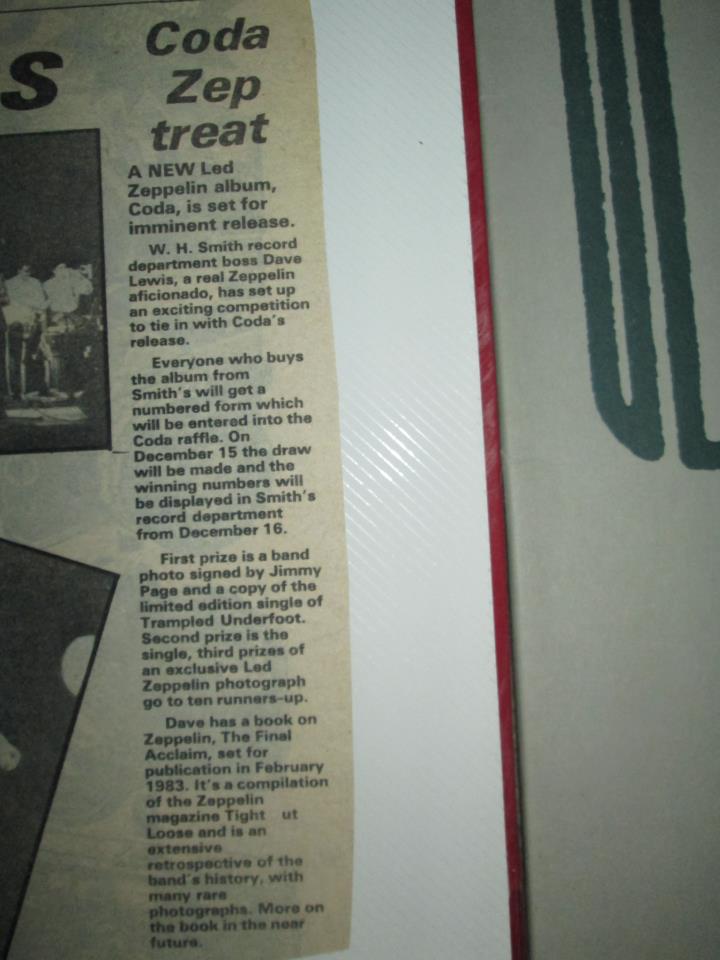 s
Coda
Zep
treat
A NEW Led
Zeppelin album,
Coda, is set for
imminent release.
W. H. Smith record
department boss Dave
Lewis, a real Zeppelin
aficionado, has set up
an exciting competition
to tie in with Coda's
release.
Everyone who buys
the album from
Smith's will get a
numbered form which
will be entered into the
Coda raffle. On
December 15 the draw
will be made and the
winning numbers will
be displayed in Smith's
record department
from December 16.
First prize is a band
photo signed by Jimmy
Page and a copy of the
limited edition single of
Trampled Underfoot.
Second prize is the
single, third prizes of
an exclusive Led
Zeppelin photograph
go to ten runners-up.
Dave has a book on
Zeppelin, The Final
Acclaim, set for
publication in February
1983. It's a compilation
of the Zeppelin
magazine Tight ut
Loose and is an
extensive
retrospective of the
band's history, with
many rare
photographs. More on
the book in the near
future.